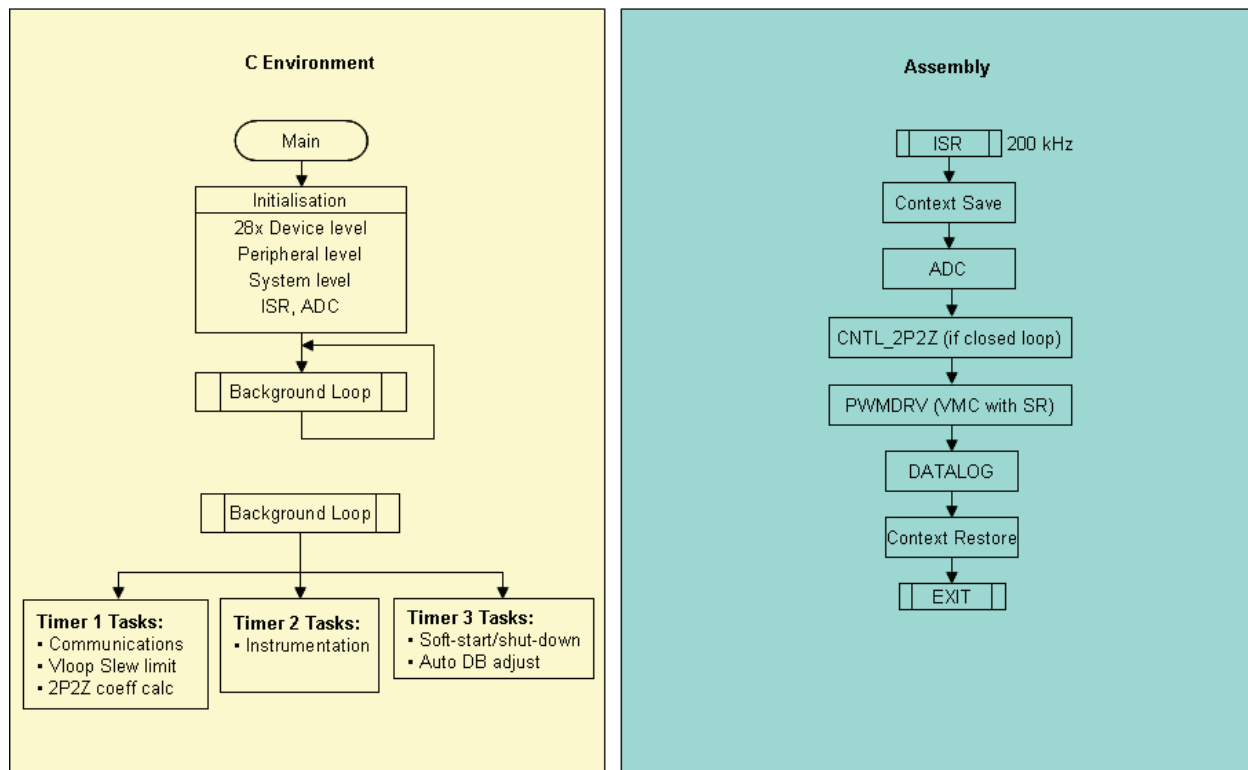 C Environment
Main
Initialisation
28x Device level
Peripheral level
System level
ISR, ADC
Background Loop
Background Loop
Timer 1 Tasks:
▪ Communications
▪ Vloop Slew limit
▪ 2P2Z coeff calc
Timer 2 Tasks:
▪ Instrumentation
Timer 3 Tasks:
▪ Soft-start/shut-down
▪ Auto DB adjust
Assembly
ISR 200 kHz
Context Save
ADC
CNTL_2P2Z (if closed loop)
PWMDRV (VMC with SR)
DATALOG
Context Restore
EXIT